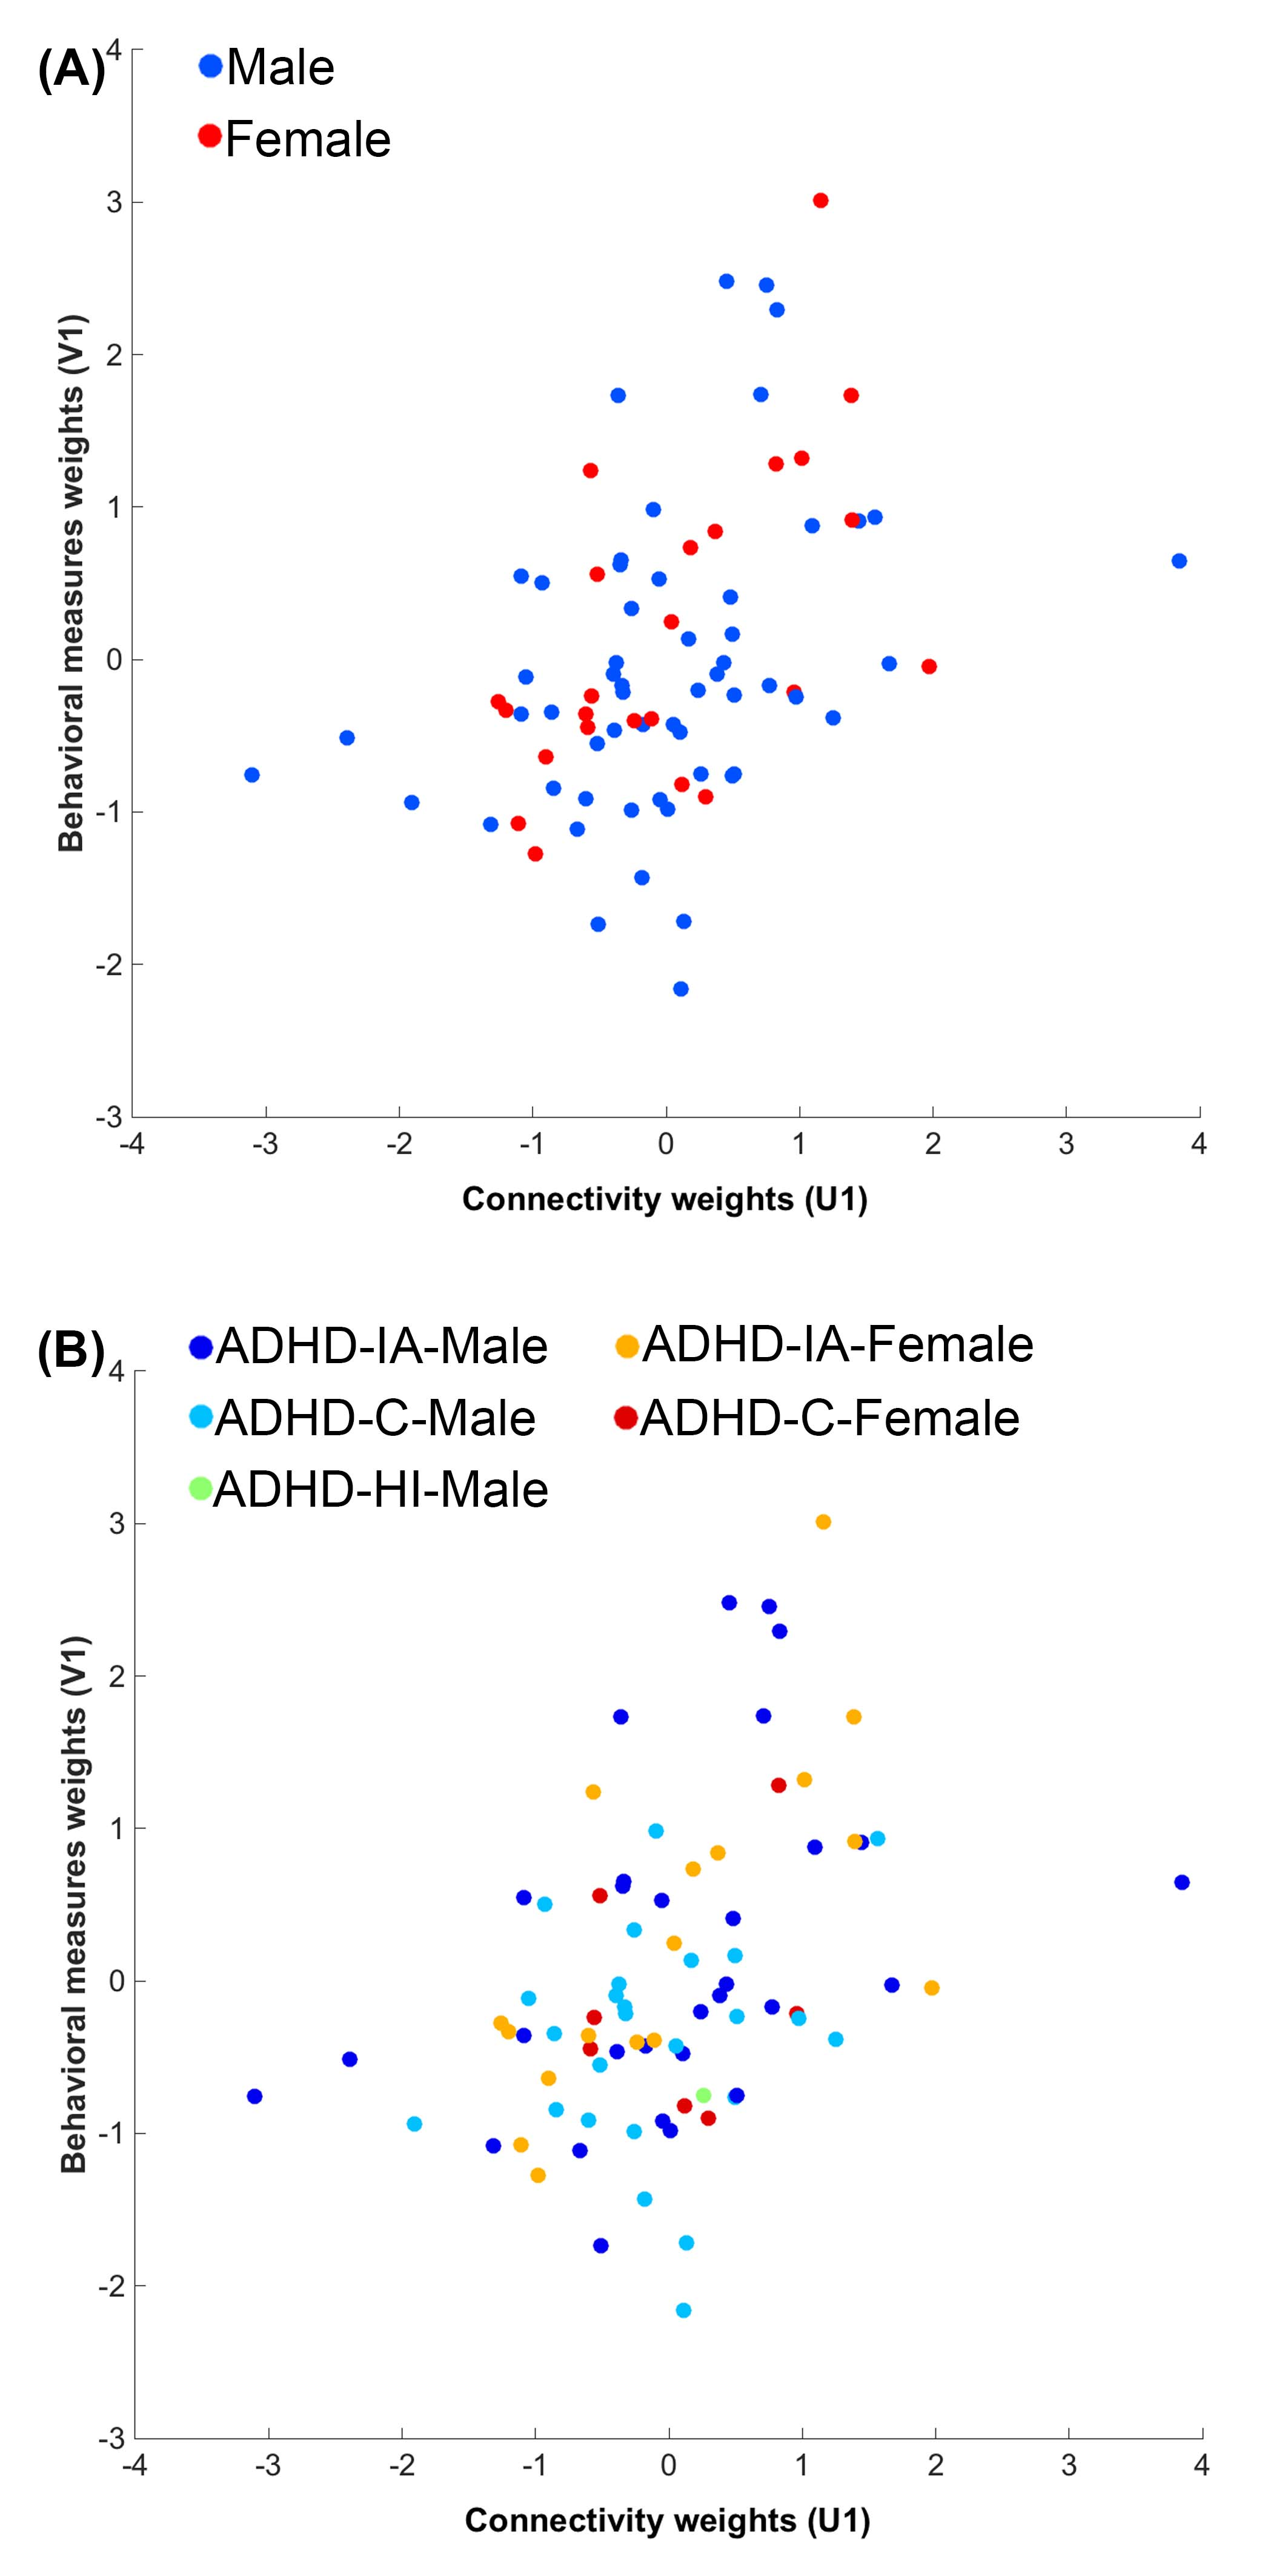 (A)
Male
Female
4
3
2
1
0
-1
-2
-3
Behavioral measures weights (V1)
-4 -3 -2 -1 0 1 2 3 4
Connectivity weights (U1)
(B)
ADHD-IA-Male ADHD-IA-Female
ADHD-C-Male ADHD-C-Female
ADHD-HI-Male
4
3
2
1
0
-1
-2
-3
Behavioral measures weights (V1)
-4 -3 -2 -1 0 1 2 3 4
Connectivity weights (U1)